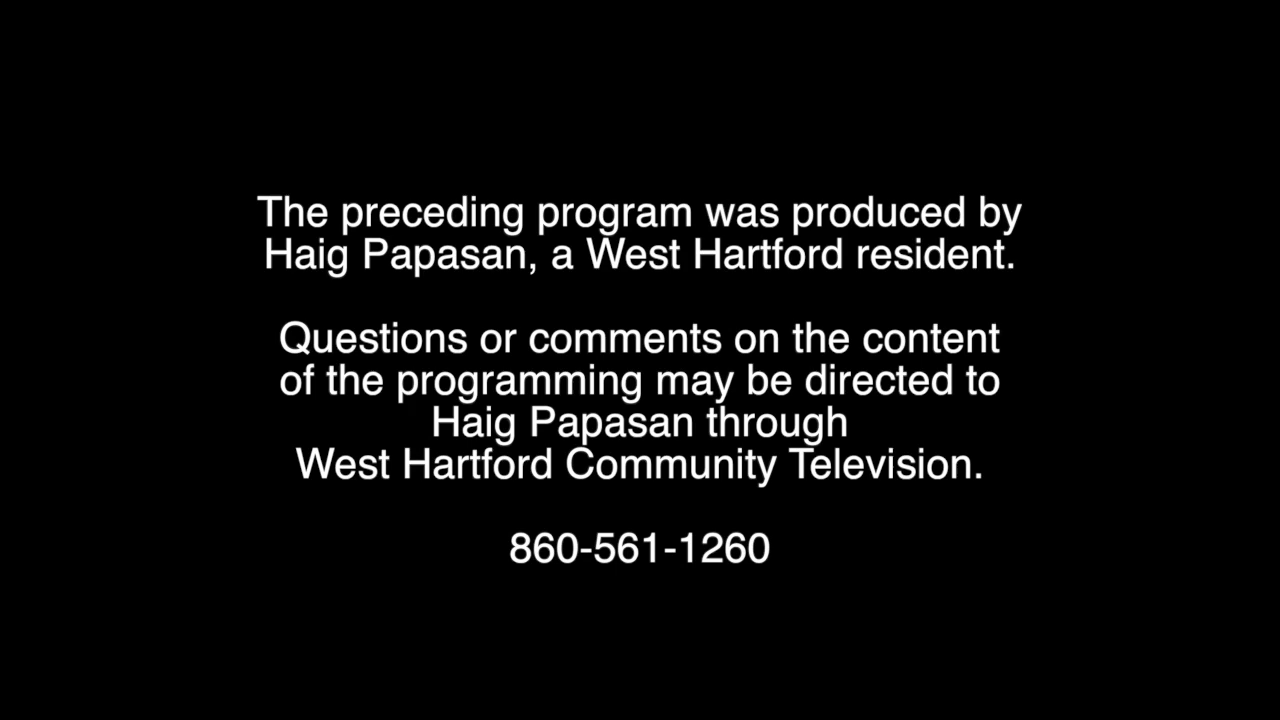 The preceding program was produced by
Haig Papasan, a West Hartford resident.
Questions or comments on the content
of the programming may be directed to
Haig Papasan through
West Hartford Community Television.
860-561-1260